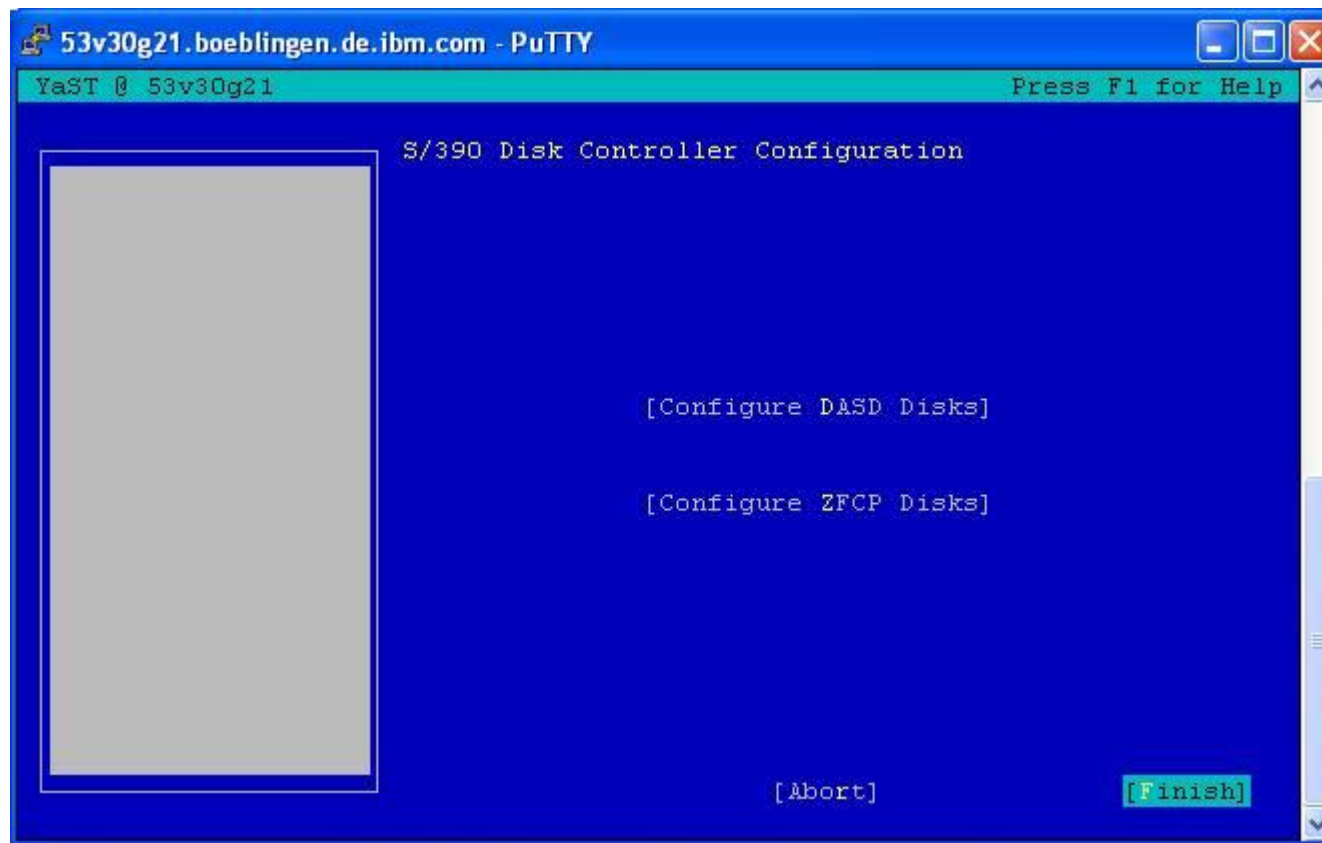 53v30g21.boeblingen.de.ibm.com - PuTTY
YaST @ 53v30g21 Press F1 for Help
S/390 Disk Controller Configuration
[Configure DASD Disks]
[Configure ZFCP Disks]
[Abort] [Finish]